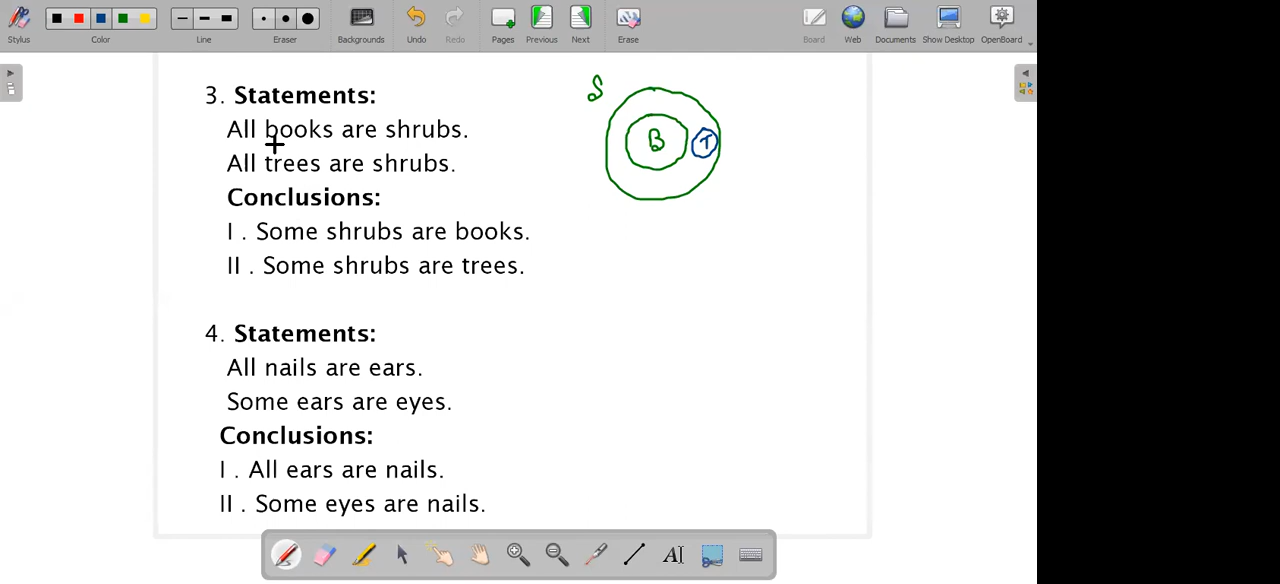 Stylus Color Line Eraser Backgrounds Undo Redo Pages Previous Next Erase Board Web Documents Show Desktop OpenBoard
3. Statements:
All books are shrubs.
All trees are shrubs.
Conclusions:
I . Some shrubs are books.
II . Some shrubs are trees.
S
B
T
4. Statements:
All nails are ears.
Some ears are eyes.
Conclusions:
I . All ears are nails.
II . Some eyes are nails.